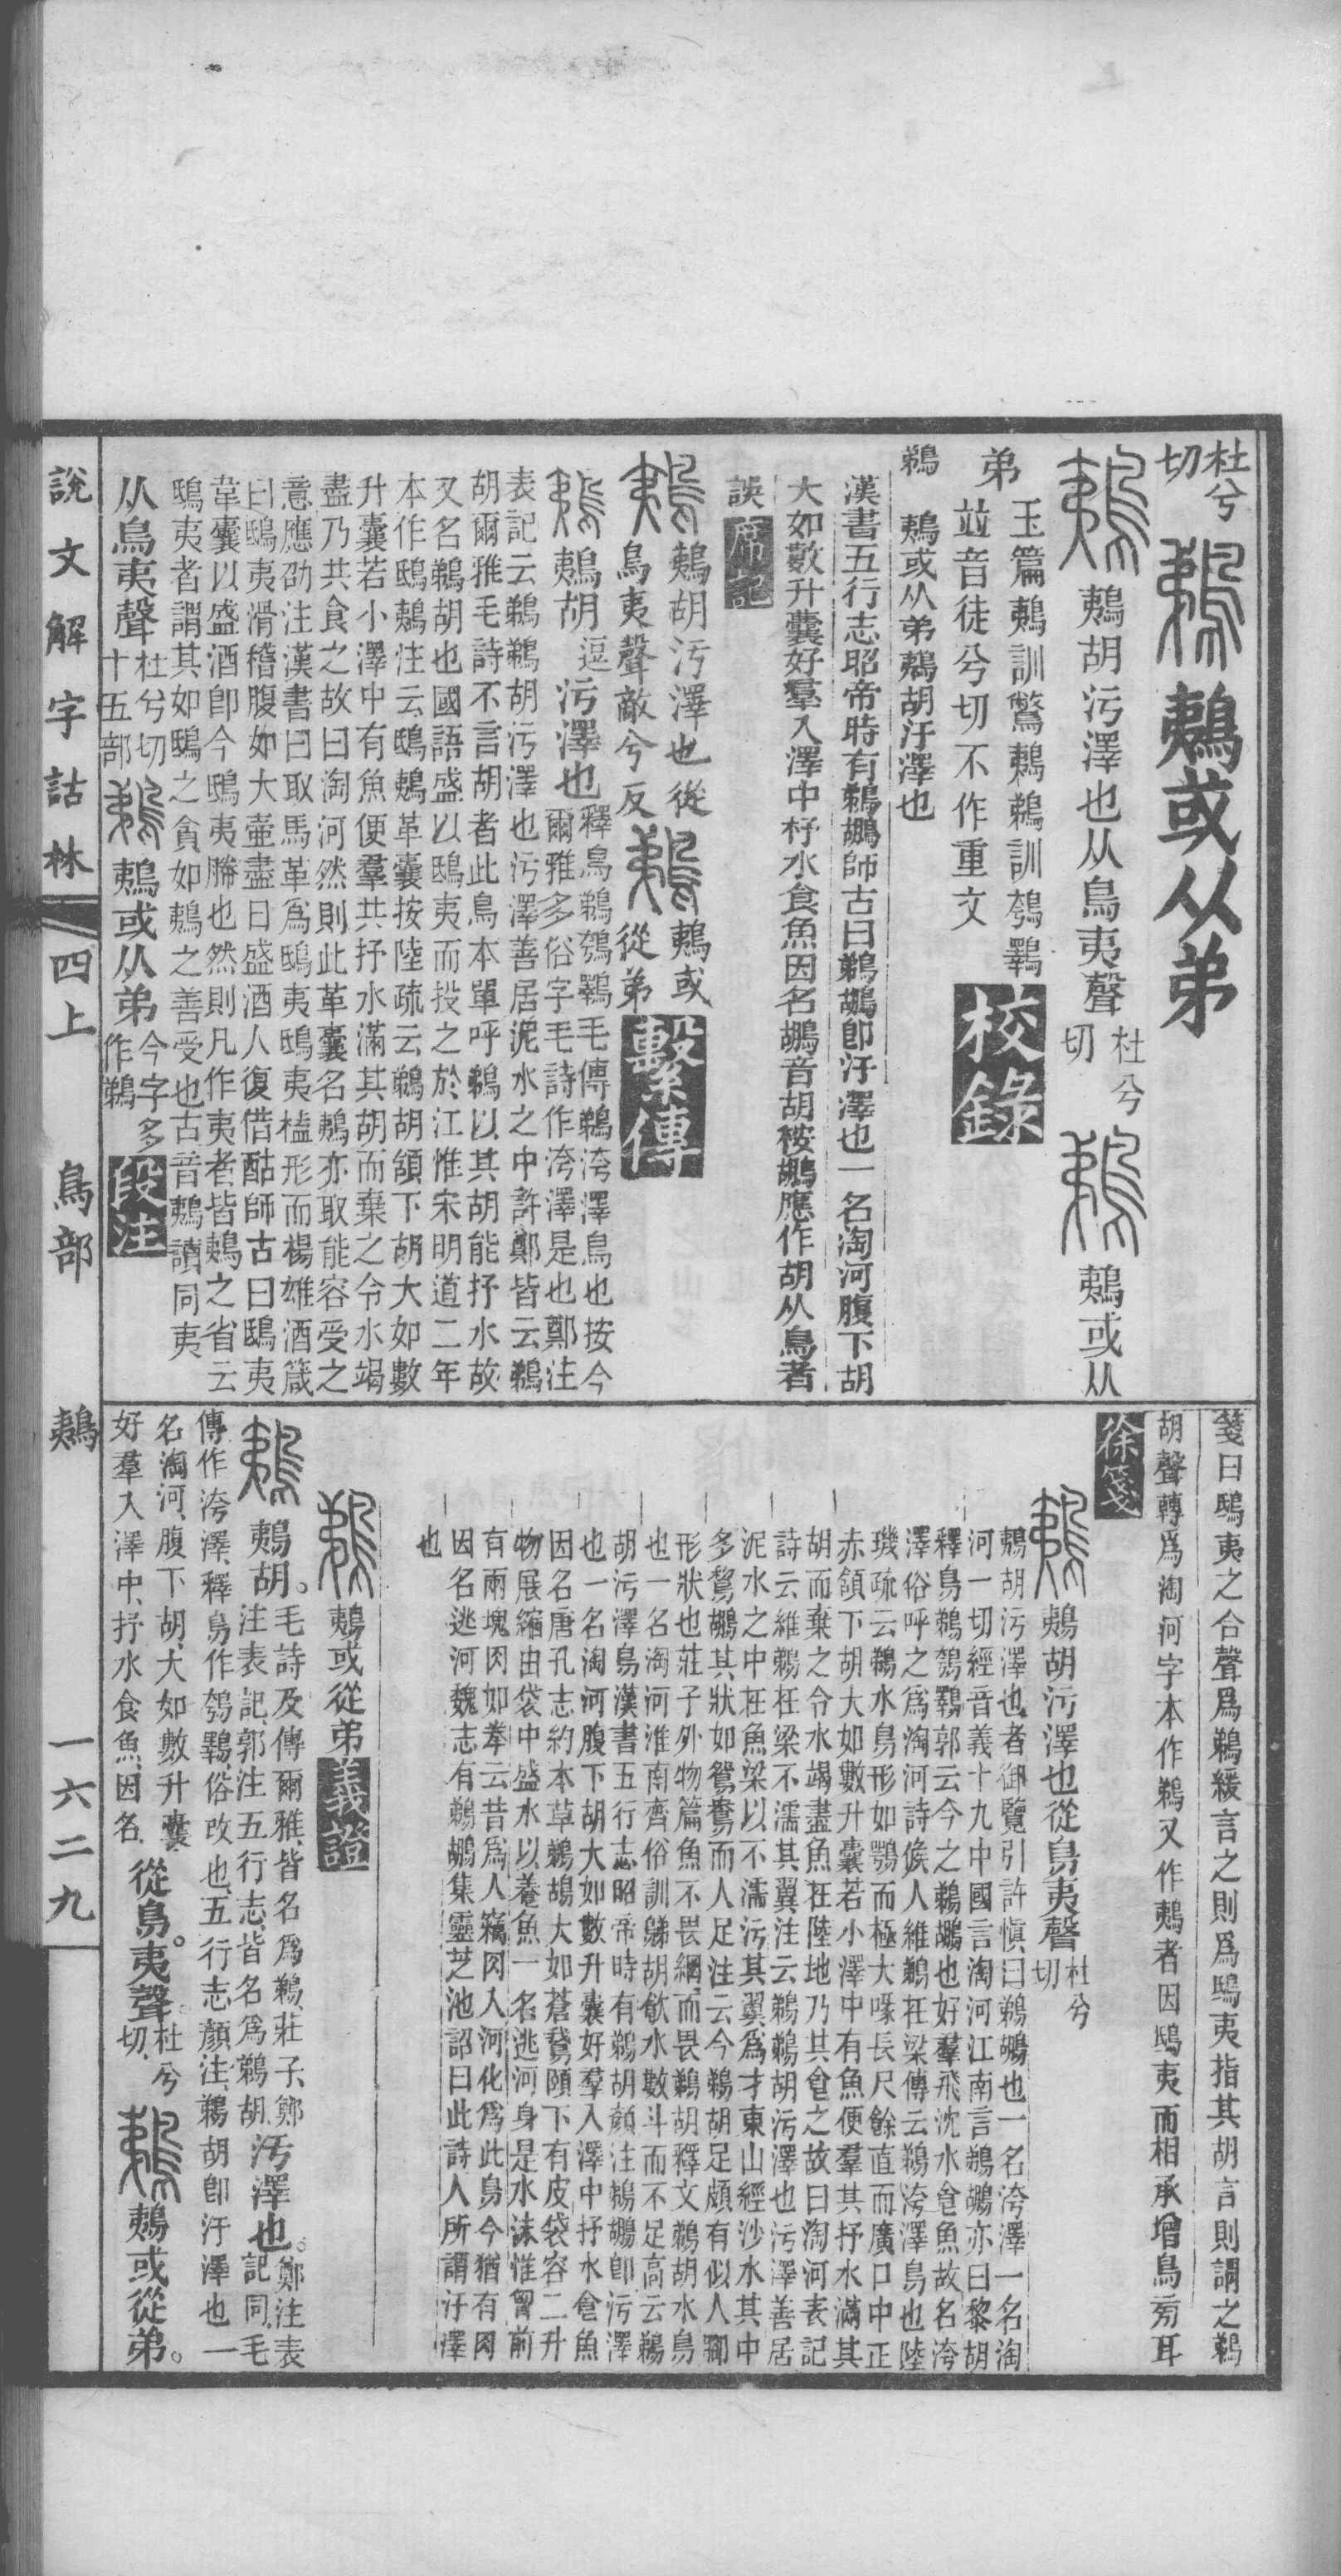 杜兮切
鵜鶇或从弟
鶇胡污澤也从鳥夷聲杜兮切
鶇或从弟
玉篇鶇訓驚鶇鵜訓鴮鸅
竝音徒兮切不作重文
校錄
鵜
鶇或从弟鶇胡汙澤也
漢書五行志昭帝時有鵜鶘師古曰鵜鶘卽汙澤也一名淘河腹下胡
大如數升囊好羣入澤中杼水食魚因名鶘音胡桉鶘應作胡从鳥者
誤
鶇胡污澤也從
鳥夷聲敵兮反
鶇或從弟
繫傳
鶇胡逗污澤也
釋鳥鵜鴮鸅毛傳鵜洿澤鳥也按今
爾雅多俗字毛詩作洿澤是也鄭注
表記云鵜鵜胡污澤也污澤善居泥水之中許鄭皆云鵜
胡爾雅毛詩不言胡者此鳥本單呼鵜以其胡能抒水故
又名鵜胡也國語盛以鴟夷而投之於江惟宋明道二年
本作鴟鶇注云鴟鶇革囊按陸疏云鵜胡頷下胡大如數
升囊若小澤中有魚便羣共抒水滿其胡而棄之令水竭
盡乃共食之故曰淘河然則此革囊名鶇亦取能容受之
意應劭注漢書曰取馬革爲鴟夷鴟夷榼形而楊雄酒箴
曰鴟夷滑稽腹如大壺盡日盛酒人復借酤師古曰鴟夷
韋囊以盛酒卽今鴟夷幐也然則凡作夷者皆鶇之省云
鴟夷者謂其如鴟之貪如鶇之善受也古音鶇讀同夷
从鳥夷聲杜兮切十五部
鶇或从弟今字多作鵜
段注
箋曰鴟夷之合聲爲鵜緩言之則爲鴟夷指其胡言則謂之鵜
胡聲轉爲淘河字本作鵜又作鶇者因鴟夷而相承增鳥㫄耳
徐箋
鶇胡污澤也從鳥夷聲杜兮切
鶇胡污澤也者御覽引許愼曰鵜鶘也一名洿澤一名淘
河一切經音義十九中國言淘河江南言鵜鶘亦曰黎胡
釋鳥鵜鴮鸅郭云今之鵜鶘也好羣飛沈水食魚故名洿
澤俗呼之爲淘河詩候人維鵜在梁傳云鵜洿澤鳥也陸
璣疏云鵜水鳥形如鶚而極大喙長尺餘直而廣口中正
赤頷下胡大如數升囊若小澤中有魚便羣共抒水滿其
胡而棄之令水竭盡魚在陸地乃共食之故曰淘河表記
詩云維鵜在梁不濡其翼注云鵜鵜胡污澤也污澤善居
泥水之中在魚梁以不濡污其翼爲才東山經沙水其中
多鴽鶘其狀如鴛鴦而人足注云今鵜胡足頗有似人腳
形狀也莊子外物篇魚不畏網而畏鵜胡釋文鵜胡水鳥
也一名淘河淮南齊俗訓鵜胡飮水數斗而不足高云鵜
胡污澤鳥漢書五行志昭帝時有鵜胡顏注鵜鶘卽污澤
也一名淘河腹下胡大如數升囊好羣入澤中抒水食魚
因名唐孔志約本草鵜鴣大如蒼鵞頤下有皮袋容二升
物展縮由袋中盛水以養魚一名逃河身是水沫惟胷前
有兩塊肉如拳云昔爲人竊肉入河化爲此鳥今猶有肉
因名逃河魏志有鵜鶘集靈芝池詔曰此詩人所謂汙澤
也
鶇或從弟
義證
鶇胡。
毛詩及傳爾雅、皆名爲鵜、莊子、鄭
注表記、郭注五行志、皆名爲鵜胡、
污澤也。
鄭注表
記同、毛
傳作洿澤、釋鳥作鴮鸅、俗改也、五行志顏注、鵜胡卽汙澤也、一
名淘河、腹下胡、大如數升囊、
好羣入澤中、抒水食魚、因名、
從鳥。夷聲。杜兮切、
鶇或從弟。
說文解字詁林
四上
鳥部
鶇
一六二九